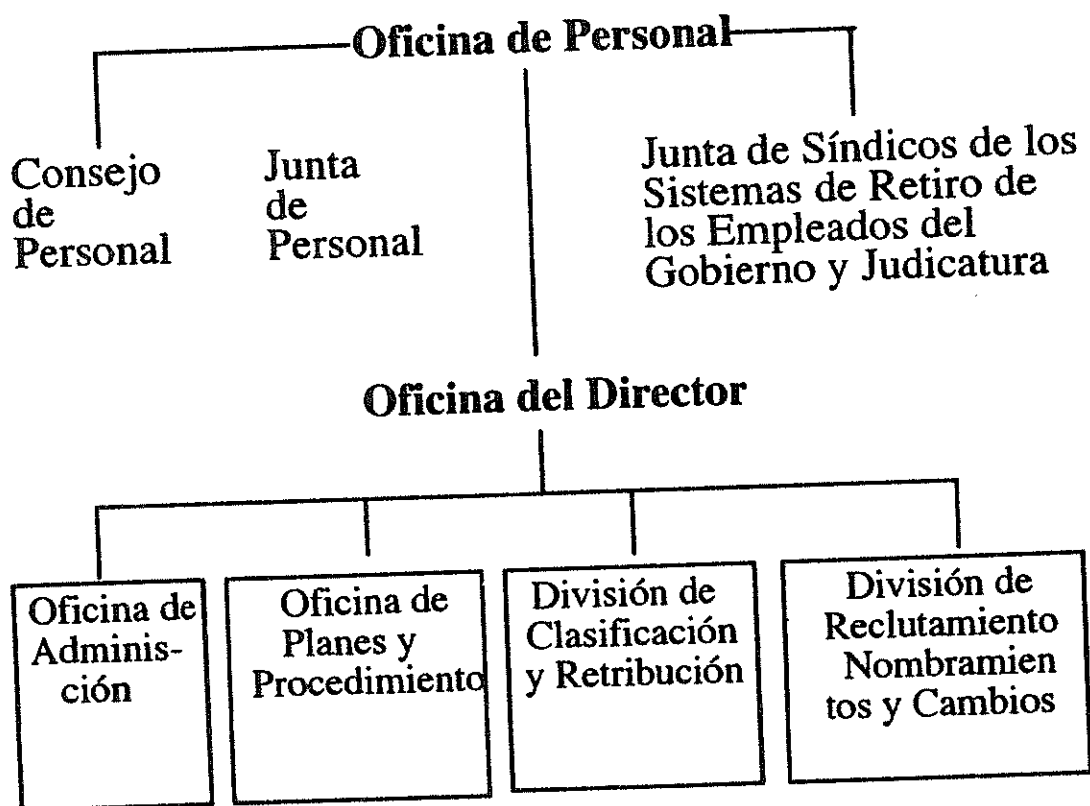 Oficina de Personal
Consejo
de
Personal
Junta
de
Personal
Junta de Síndicos de los
Sistemas de Retiro de
los Empleados del
Gobierno y Judicatura
Oficina del Director
Oficina de
Adminis-
ción
Oficina de
Planes y
Procedimiento
División de
Clasificación
y Retribución
División de
Reclutamiento
Nombramien
tos y Cambios